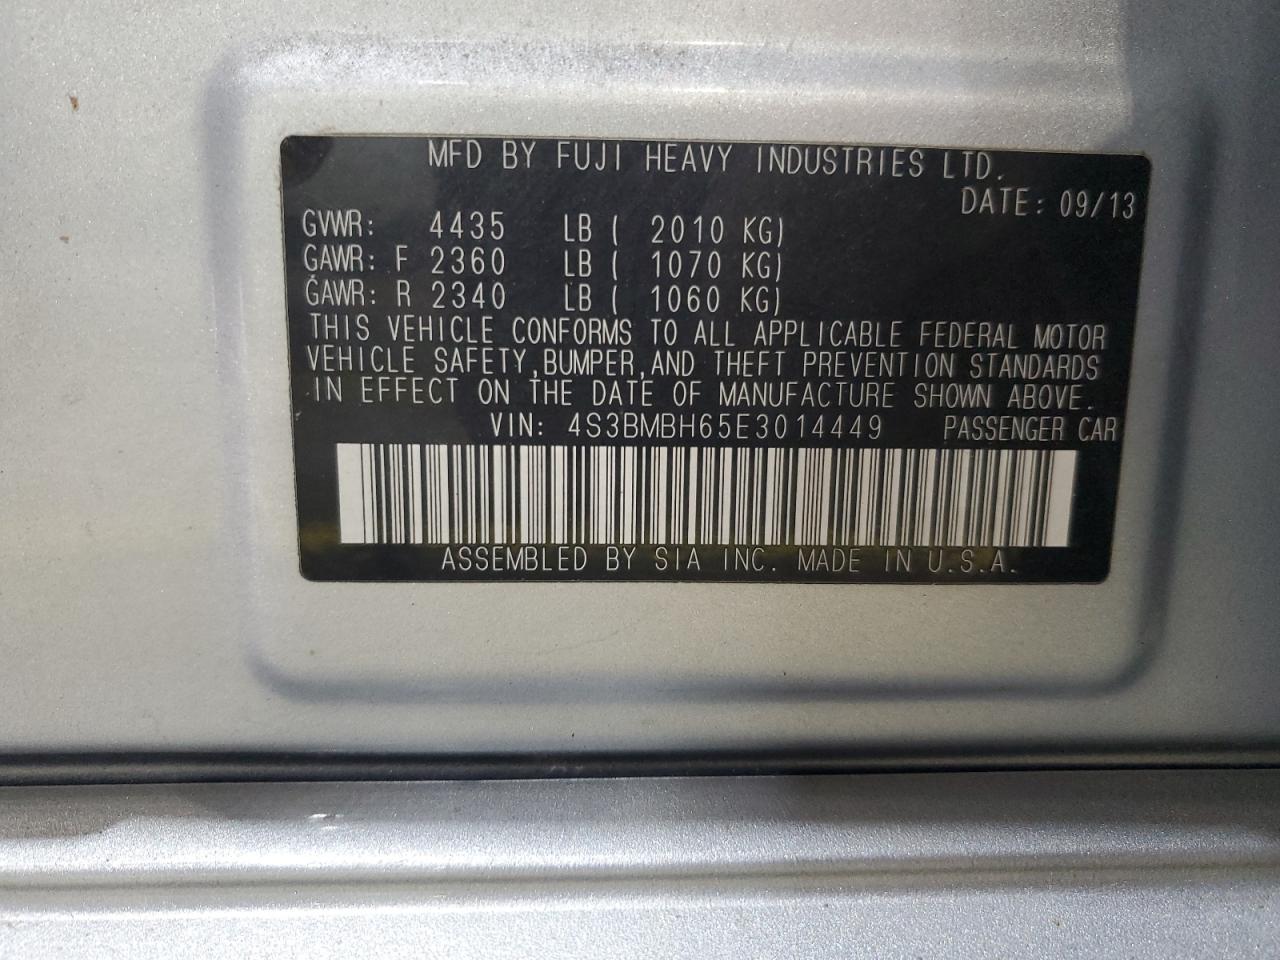 MFD BY FUJI HEAVY INDUSTRIES LTD.
DATE: 09/13
GVWR: 4435 LB ( 2010 KG)
GAWR: F 2360 LB ( 1070 KG)
GAWR: R 2340 LB ( 1060 KG)
THIS VEHICLE CONFORMS TO ALL APPLICABLE FEDERAL MOTOR
VEHICLE SAFETY,BUMPER,AND THEFT PREVENTION STANDARDS
IN EFFECT ON THE DATE OF MANUFACTURE SHOWN ABOVE.
VIN: 4S3BMBH65E3014449 PASSENGER CAR
ASSEMBLED BY SIA INC. MADE IN U.S.A.